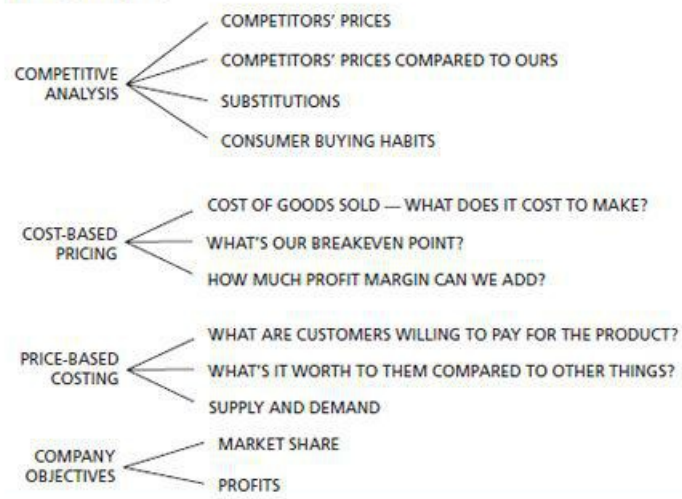 COMPETITIVE
ANALYSIS
COMPETITORS' PRICES
COMPETITORS' PRICES COMPARED TO OURS
SUBSTITUTIONS
CONSUMER BUYING HABITS
COST-BASED
PRICING
COST OF GOODS SOLD — WHAT DOES IT COST TO MAKE?
WHAT'S OUR BREAKEVEN POINT?
HOW MUCH PROFIT MARGIN CAN WE ADD?
PRICE-BASED
COSTING
WHAT ARE CUSTOMERS WILLING TO PAY FOR THE PRODUCT?
WHAT'S IT WORTH TO THEM COMPARED TO OTHER THINGS?
SUPPLY AND DEMAND
COMPANY
OBJECTIVES
MARKET SHARE
PROFITS